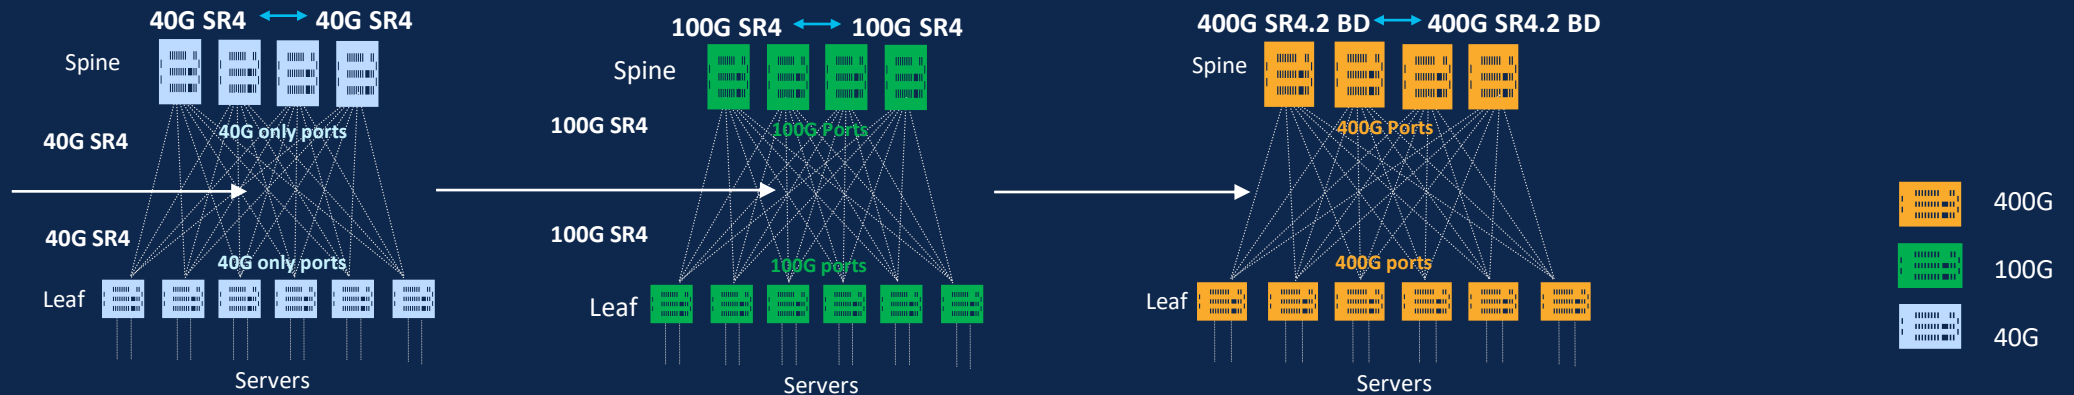 40G SR4 40G SR4
Spine
40G only ports
40G SR4
40G SR4
40G only ports
Leaf
Servers
100G SR4 100G SR4
Spine
100G SR4
100G Ports
100G SR4
100G ports
Leaf
Servers
400G SR4.2 BD 400G SR4.2 BD
Spine
400G Ports
400G ports
Leaf
Servers
400G
100G
40G